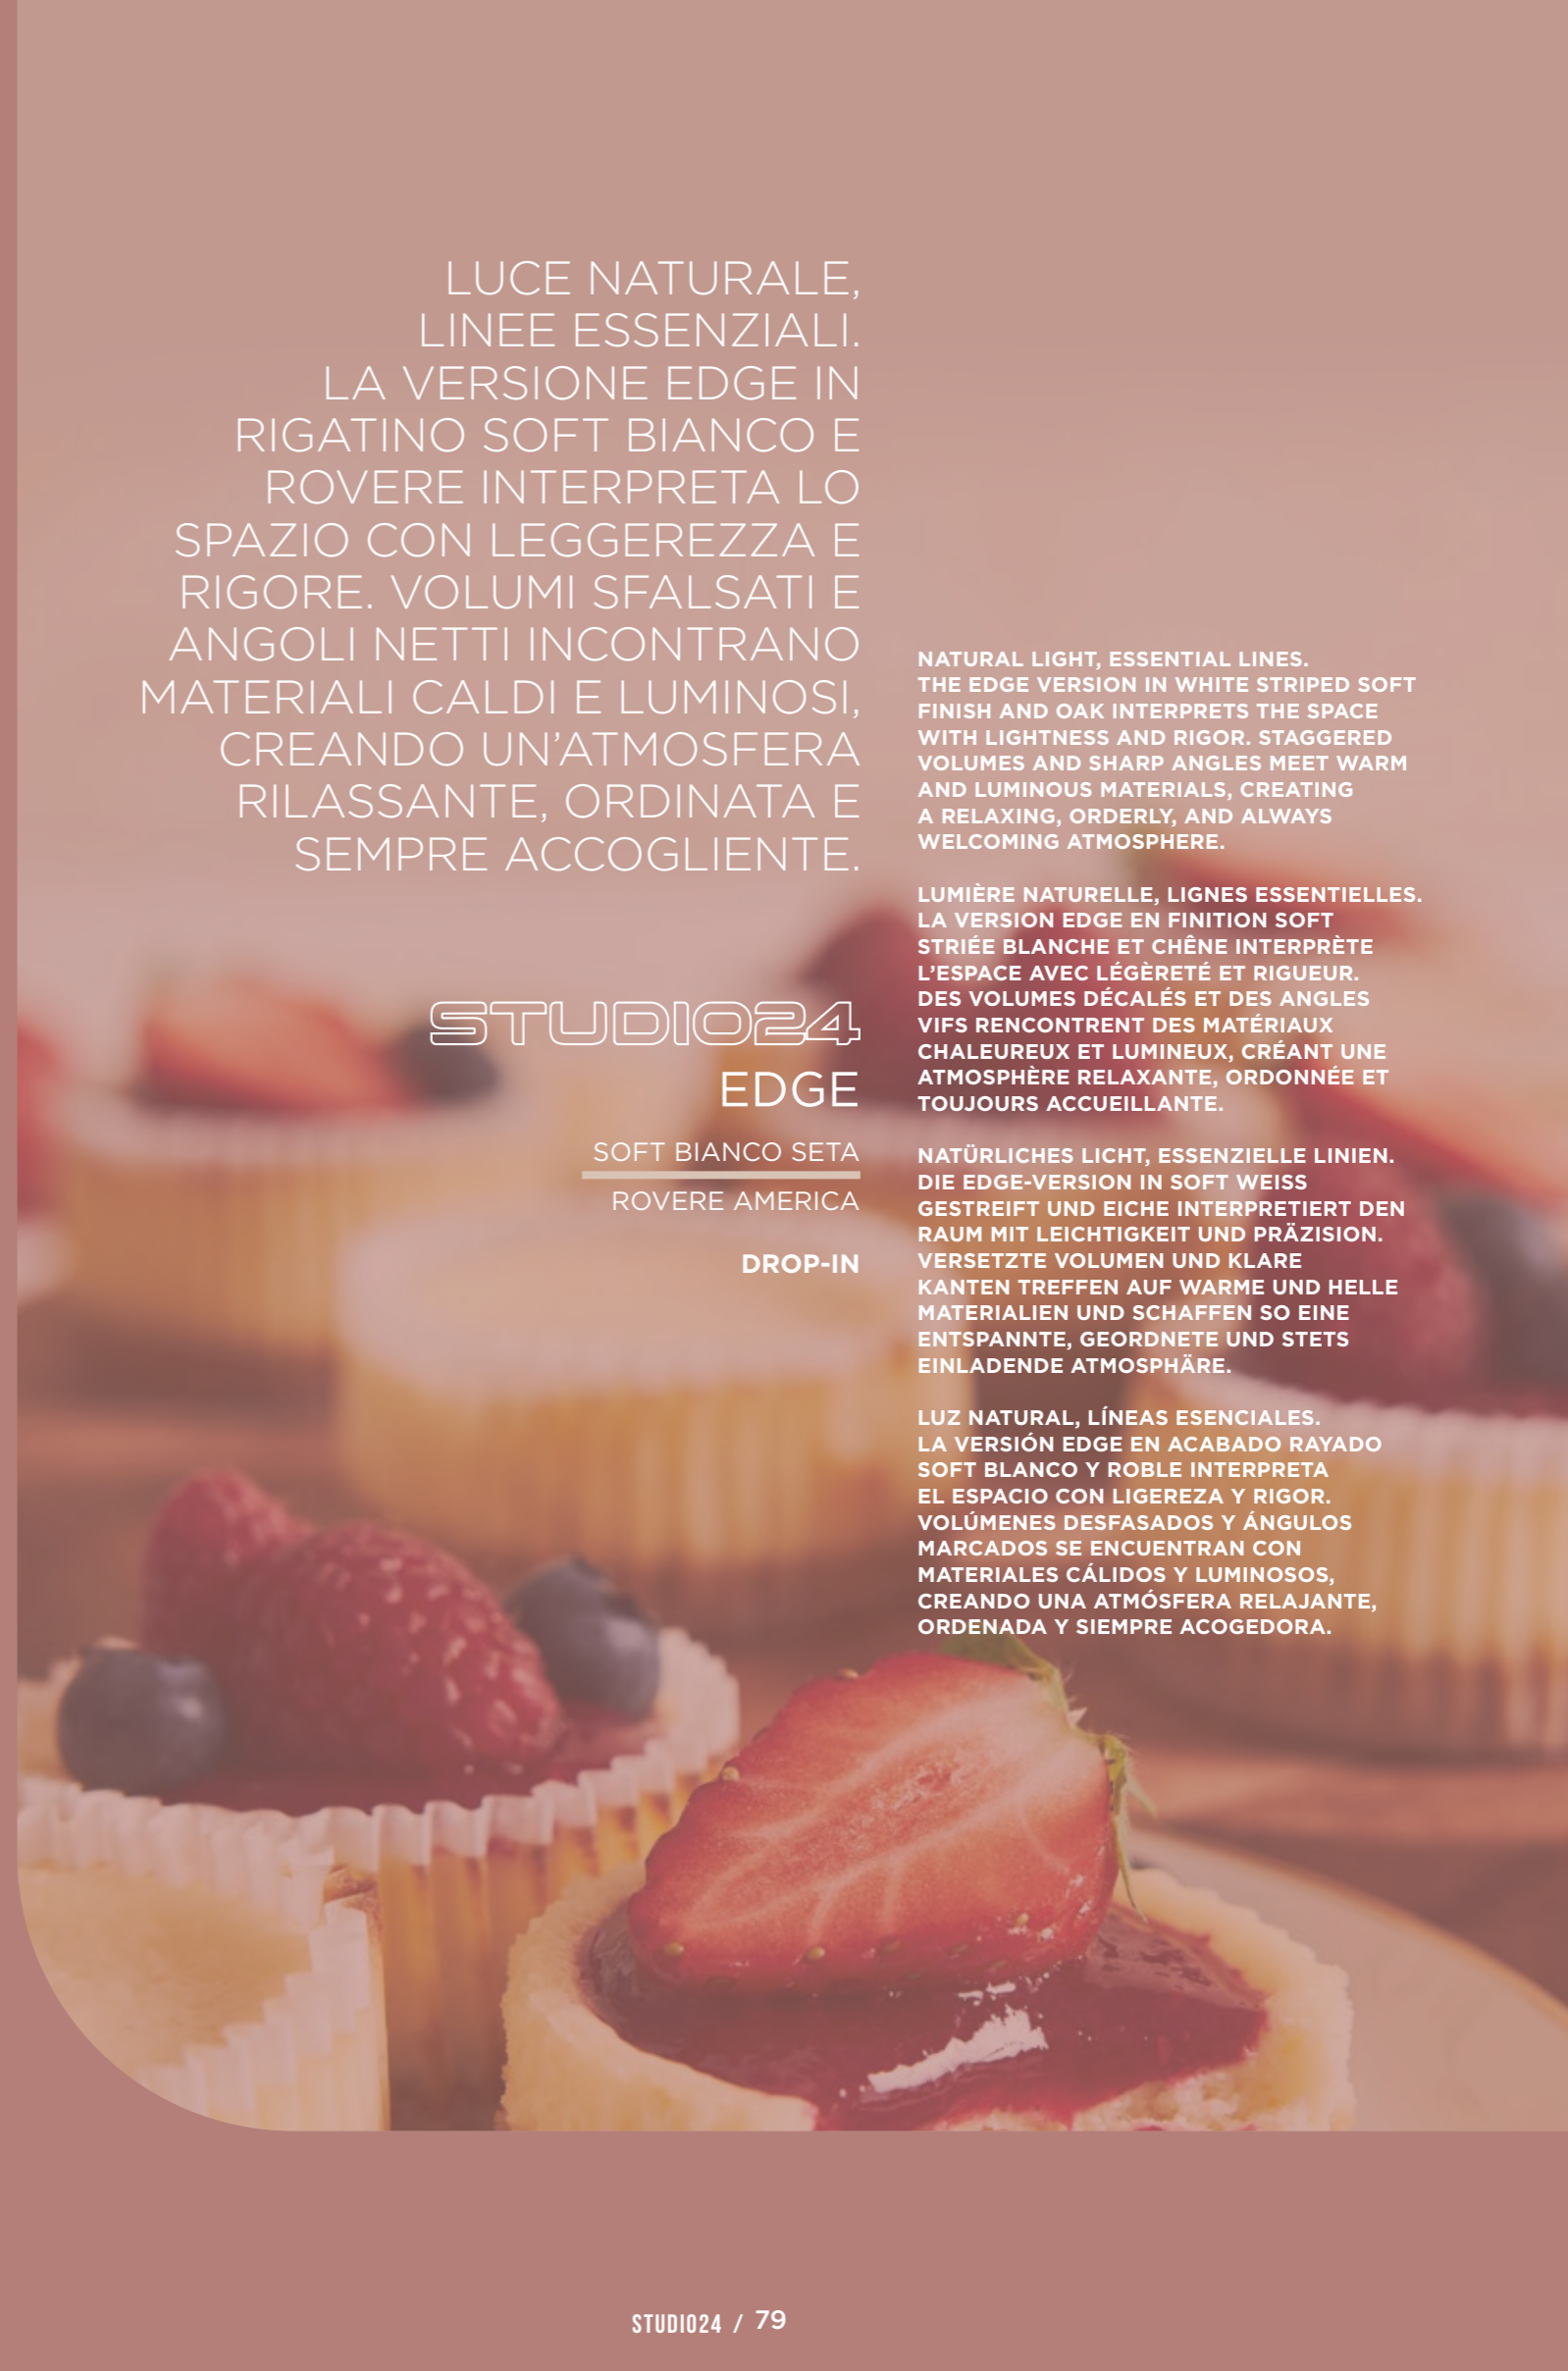 LUCE NATURALE,
LINEE ESSENZIALI.
LA VERSIONE EDGE IN
RIGATINO SOFT BIANCO E
ROVERE INTERPRETA LO
SPAZIO CON LEGGEREZZA E
RIGORE. VOLUMI SFALSATI E
ANGOLI NETTI INCONTRANO
MATERIALI CALDI E LUMINOSI,
CREANDO UN’ATMOSFERA
RILASSANTE, ORDINATA E
SEMPRE ACCOGLIENTE.
STUDIO24
EDGE
SOFT BIANCO SETA
ROVERE AMERICA
DROP-IN
NATURAL LIGHT, ESSENTIAL LINES.
THE EDGE VERSION IN WHITE STRIPED SOFT
FINISH AND OAK INTERPRETS THE SPACE
WITH LIGHTNESS AND RIGOR. STAGGERED
VOLUMES AND SHARP ANGLES MEET WARM
AND LUMINOUS MATERIALS, CREATING
A RELAXING, ORDERLY, AND ALWAYS
WELCOMING ATMOSPHERE.
LUMIÈRE NATURELLE, LIGNES ESSENTIELLES.
LA VERSION EDGE EN FINITION SOFT
STRIÉE BLANCHE ET CHÊNE INTERPRÈTE
L’ESPACE AVEC LÉGÈRETÉ ET RIGUEUR.
DES VOLUMES DÉCALÉS ET DES ANGLES
VIFS RENCONTRENT DES MATÉRIAUX
CHALEUREUX ET LUMINEUX, CRÉANT UNE
ATMOSPHÈRE RELAXANTE, ORDONNÉE ET
TOUJOURS ACCUEILLANTE.
NATÜRLICHES LICHT, ESSENZIELLE LINIEN.
DIE EDGE-VERSION IN SOFT WEISS
GESTREIFT UND EICHE INTERPRETIERT DEN
RAUM MIT LEICHTIGKEIT UND PRÄZISION.
VERSETZTE VOLUMEN UND KLARE
KANTEN TREFFEN AUF WARME UND HELLE
MATERIALIEN UND SCHAFFEN SO EINE
ENTSPANNTE, GEORDNETE UND STETS
EINLADENDE ATMOSPHÄRE.
LUZ NATURAL, LÍNEAS ESENCIALES.
LA VERSIÓN EDGE EN ACABADO RAYADO
SOFT BLANCO Y ROBLE INTERPRETA
EL ESPACIO CON LIGEREZA Y RIGOR.
VOLÚMENES DESFASADOS Y ÁNGULOS
MARCADOS SE ENCUENTRAN CON
MATERIALES CÁLIDOS Y LUMINOSOS,
CREANDO UNA ATMÓSFERA RELAJANTE,
ORDENADA Y SIEMPRE ACOGEDORA.
STUDIO24 / 79